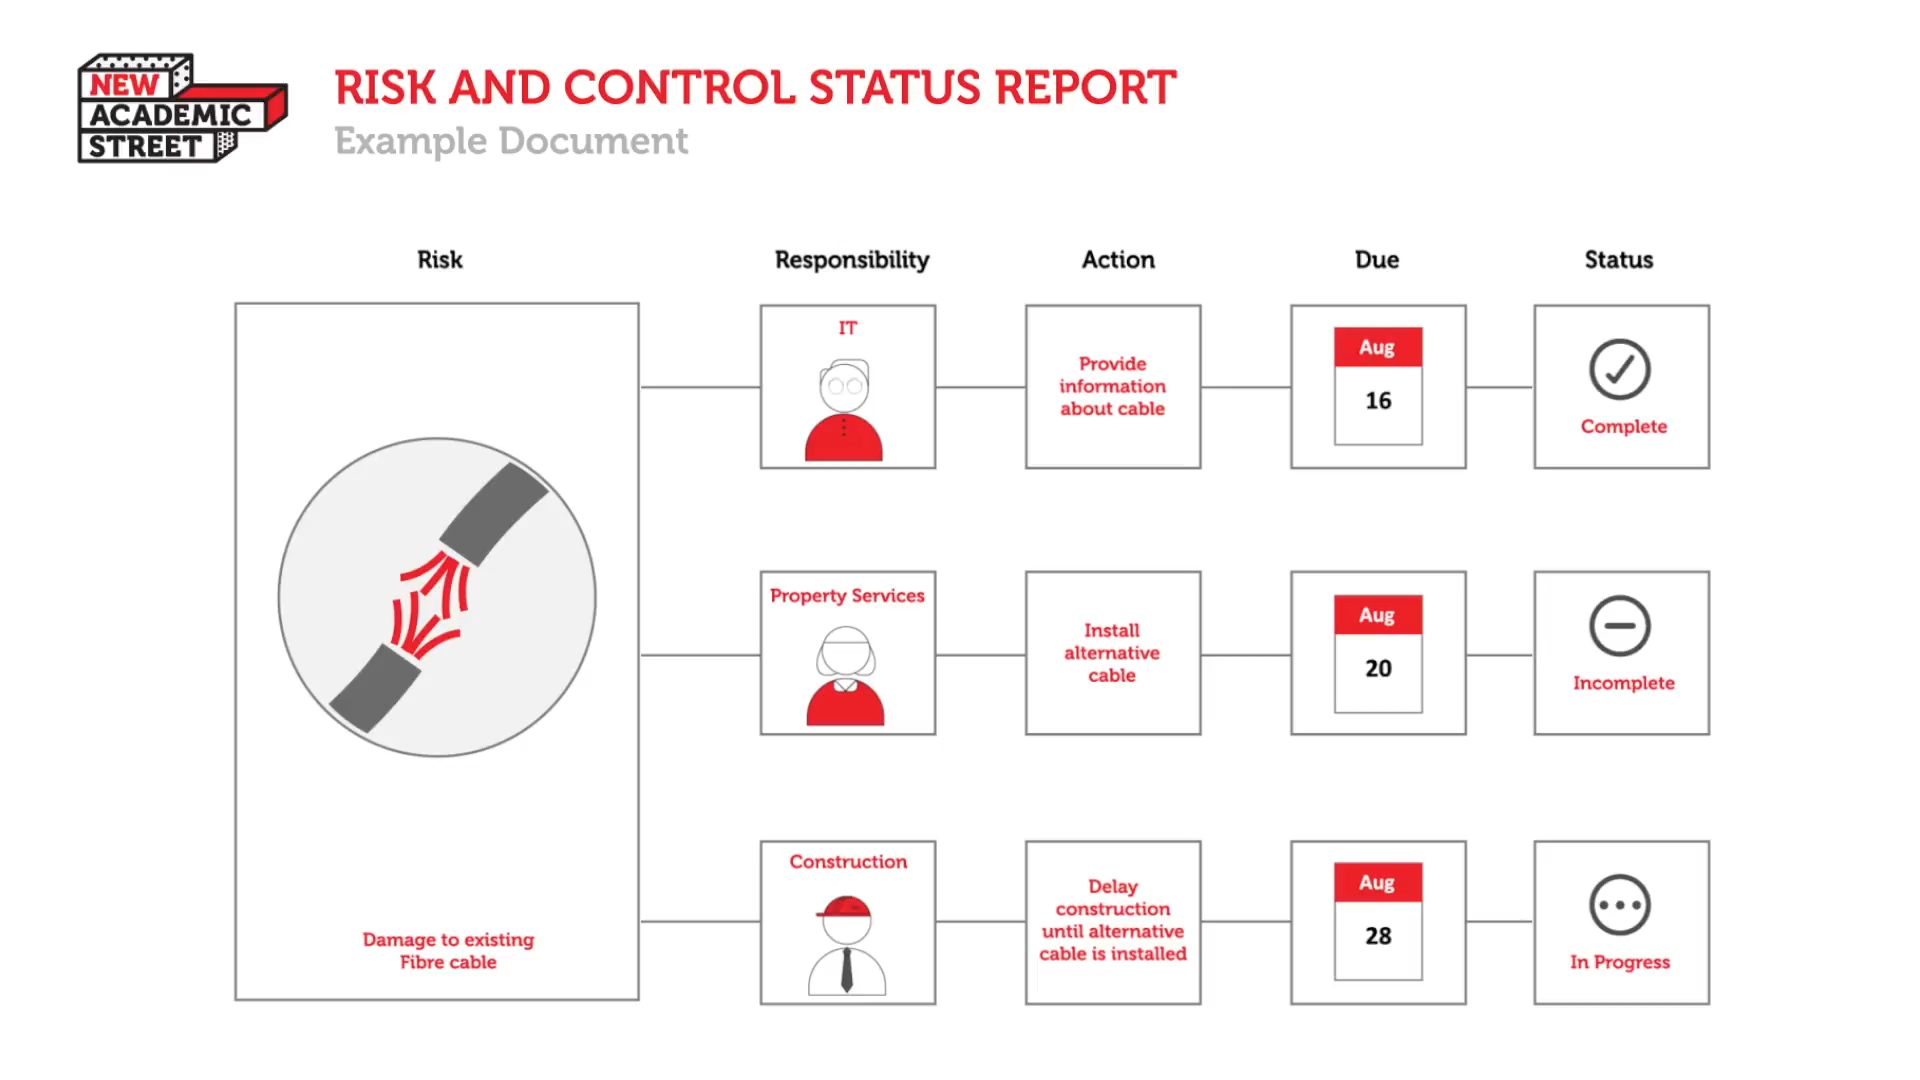 NEW
ACADEMIC
STREET
RISK AND CONTROL STATUS REPORT
Example Document
Risk
Responsibility
Action
Due
Status
Damage to existing
Fibre cable
IT
Provide
information
about cable
Aug
16
Complete
Property Services
Install
alternative
cable
Aug
20
Incomplete
Construction
Delay
construction
until alternative
cable is installed
Aug
28
In Progress